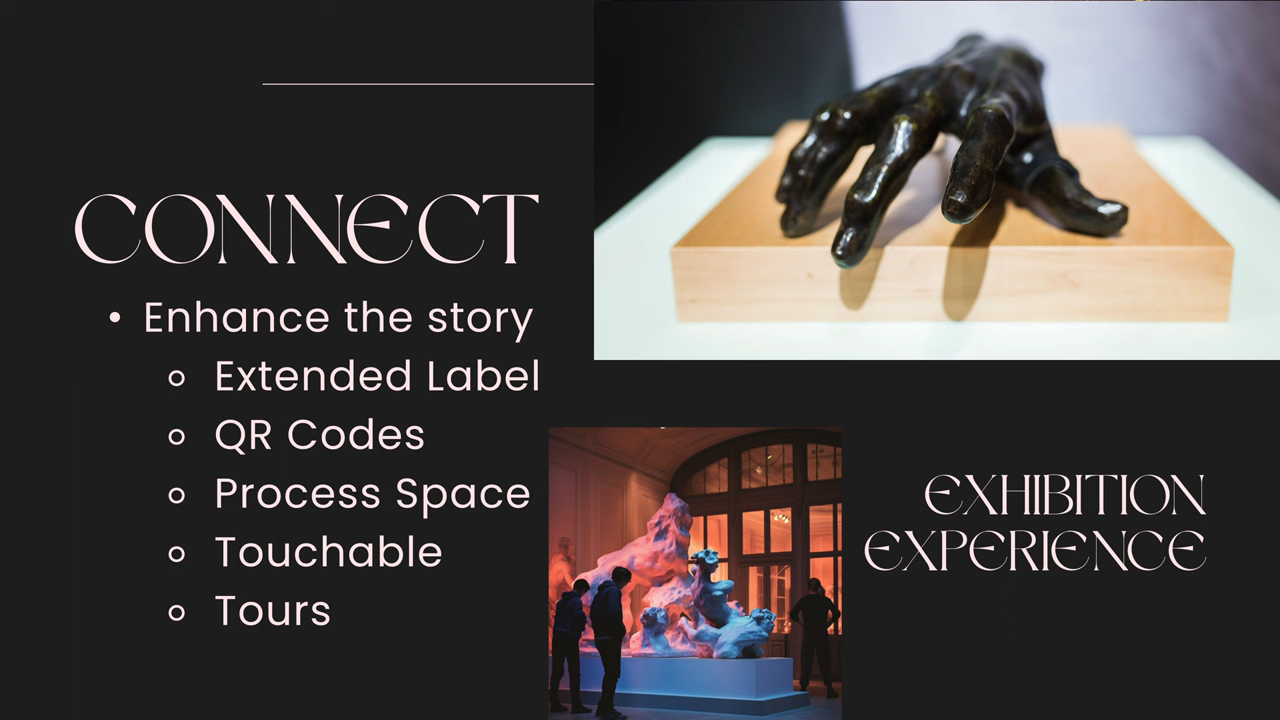 CONNECT
• Enhance the story
○ Extended Label
○ QR Codes
○ Process Space
○ Touchable
○ Tours
EXHIBITION
EXPERIENCE